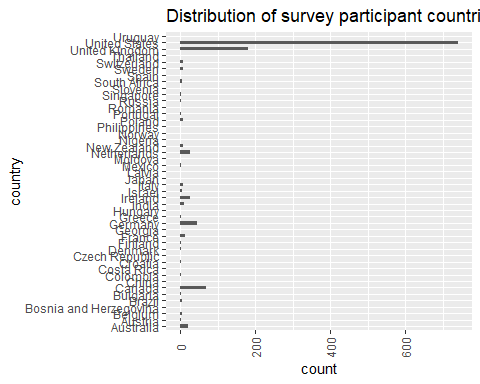 Distribution of survey participant countri
country
Uruguay
United States
United Kingdom
Thailand
Switzerland
Sweden
Spain
South Africa
Slovenia
Singapore
Russia
Romania
Portugal
Poland
Philippines
Norway
Nigeria
New Zealand
Netherlands
Moldova
Mexico
Latvia
Japan
Italy
Israel
Ireland
India
Hungary
Greece
Germany
Georgia
France
Finland
Denmark
Czech Republic
Croatia
Costa Rica
Colombia
China
Canada
Bulgaria
Brazil
Bosnia and Herzegovina
Belgium
Austria
Australia
0 200 400 600
count